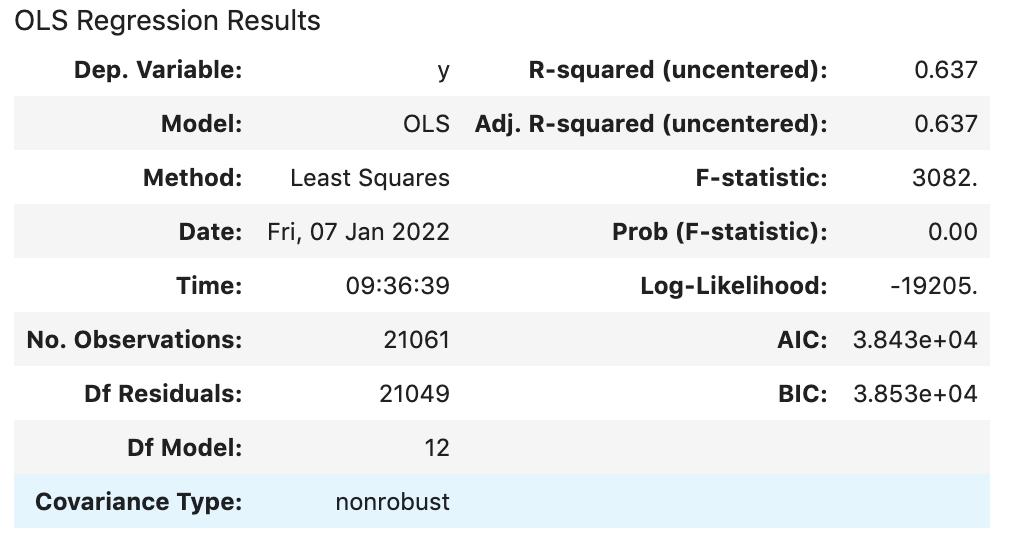 OLS Regression Results
Dep. Variable: y R-squared (uncentered): 0.637
Model: OLS Adj. R-squared (uncentered): 0.637
Method: Least Squares F-statistic: 3082.
Date: Fri, 07 Jan 2022 Prob (F-statistic): 0.00
Time: 09:36:39 Log-Likelihood: -19205.
No. Observations: 21061 AIC: 3.843e+04
Df Residuals: 21049 BIC: 3.853e+04
Df Model: 12
Covariance Type: nonrobust